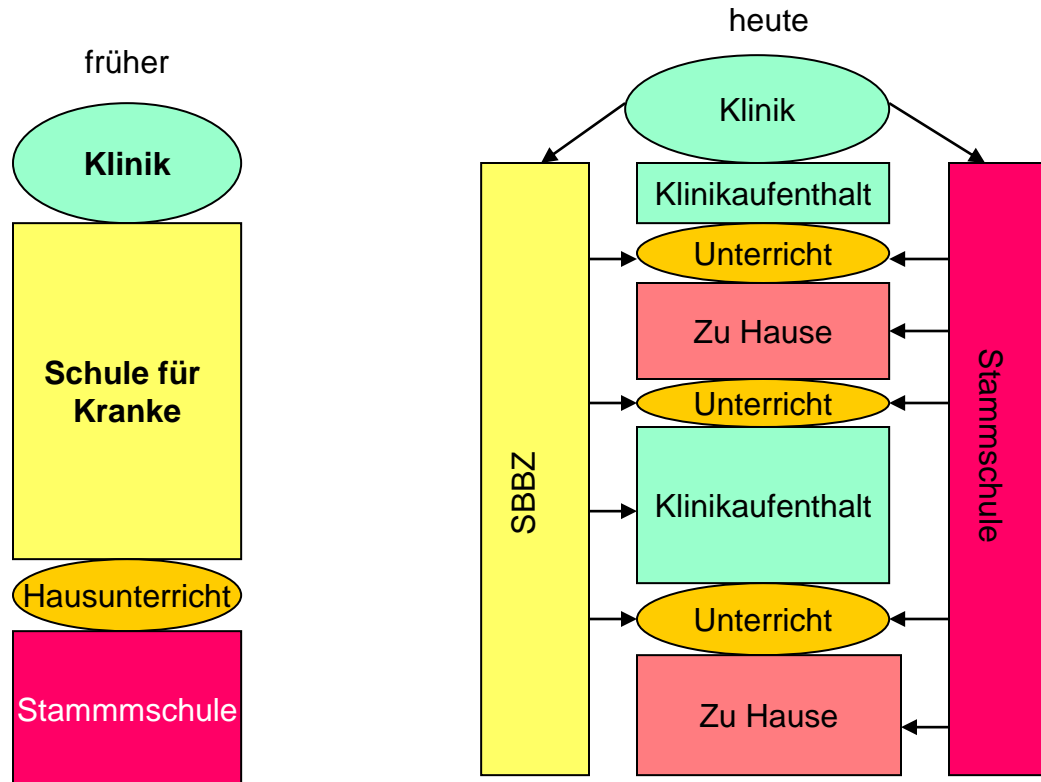 früher
Klinik
Schule für
Kranke
Hausunterricht
Stammmschule
heute
Klinik
SBBZ
Klinikaufenthalt
Unterricht
Zu Hause
Unterricht
Klinikaufenthalt
Unterricht
Zu Hause
Stammschule